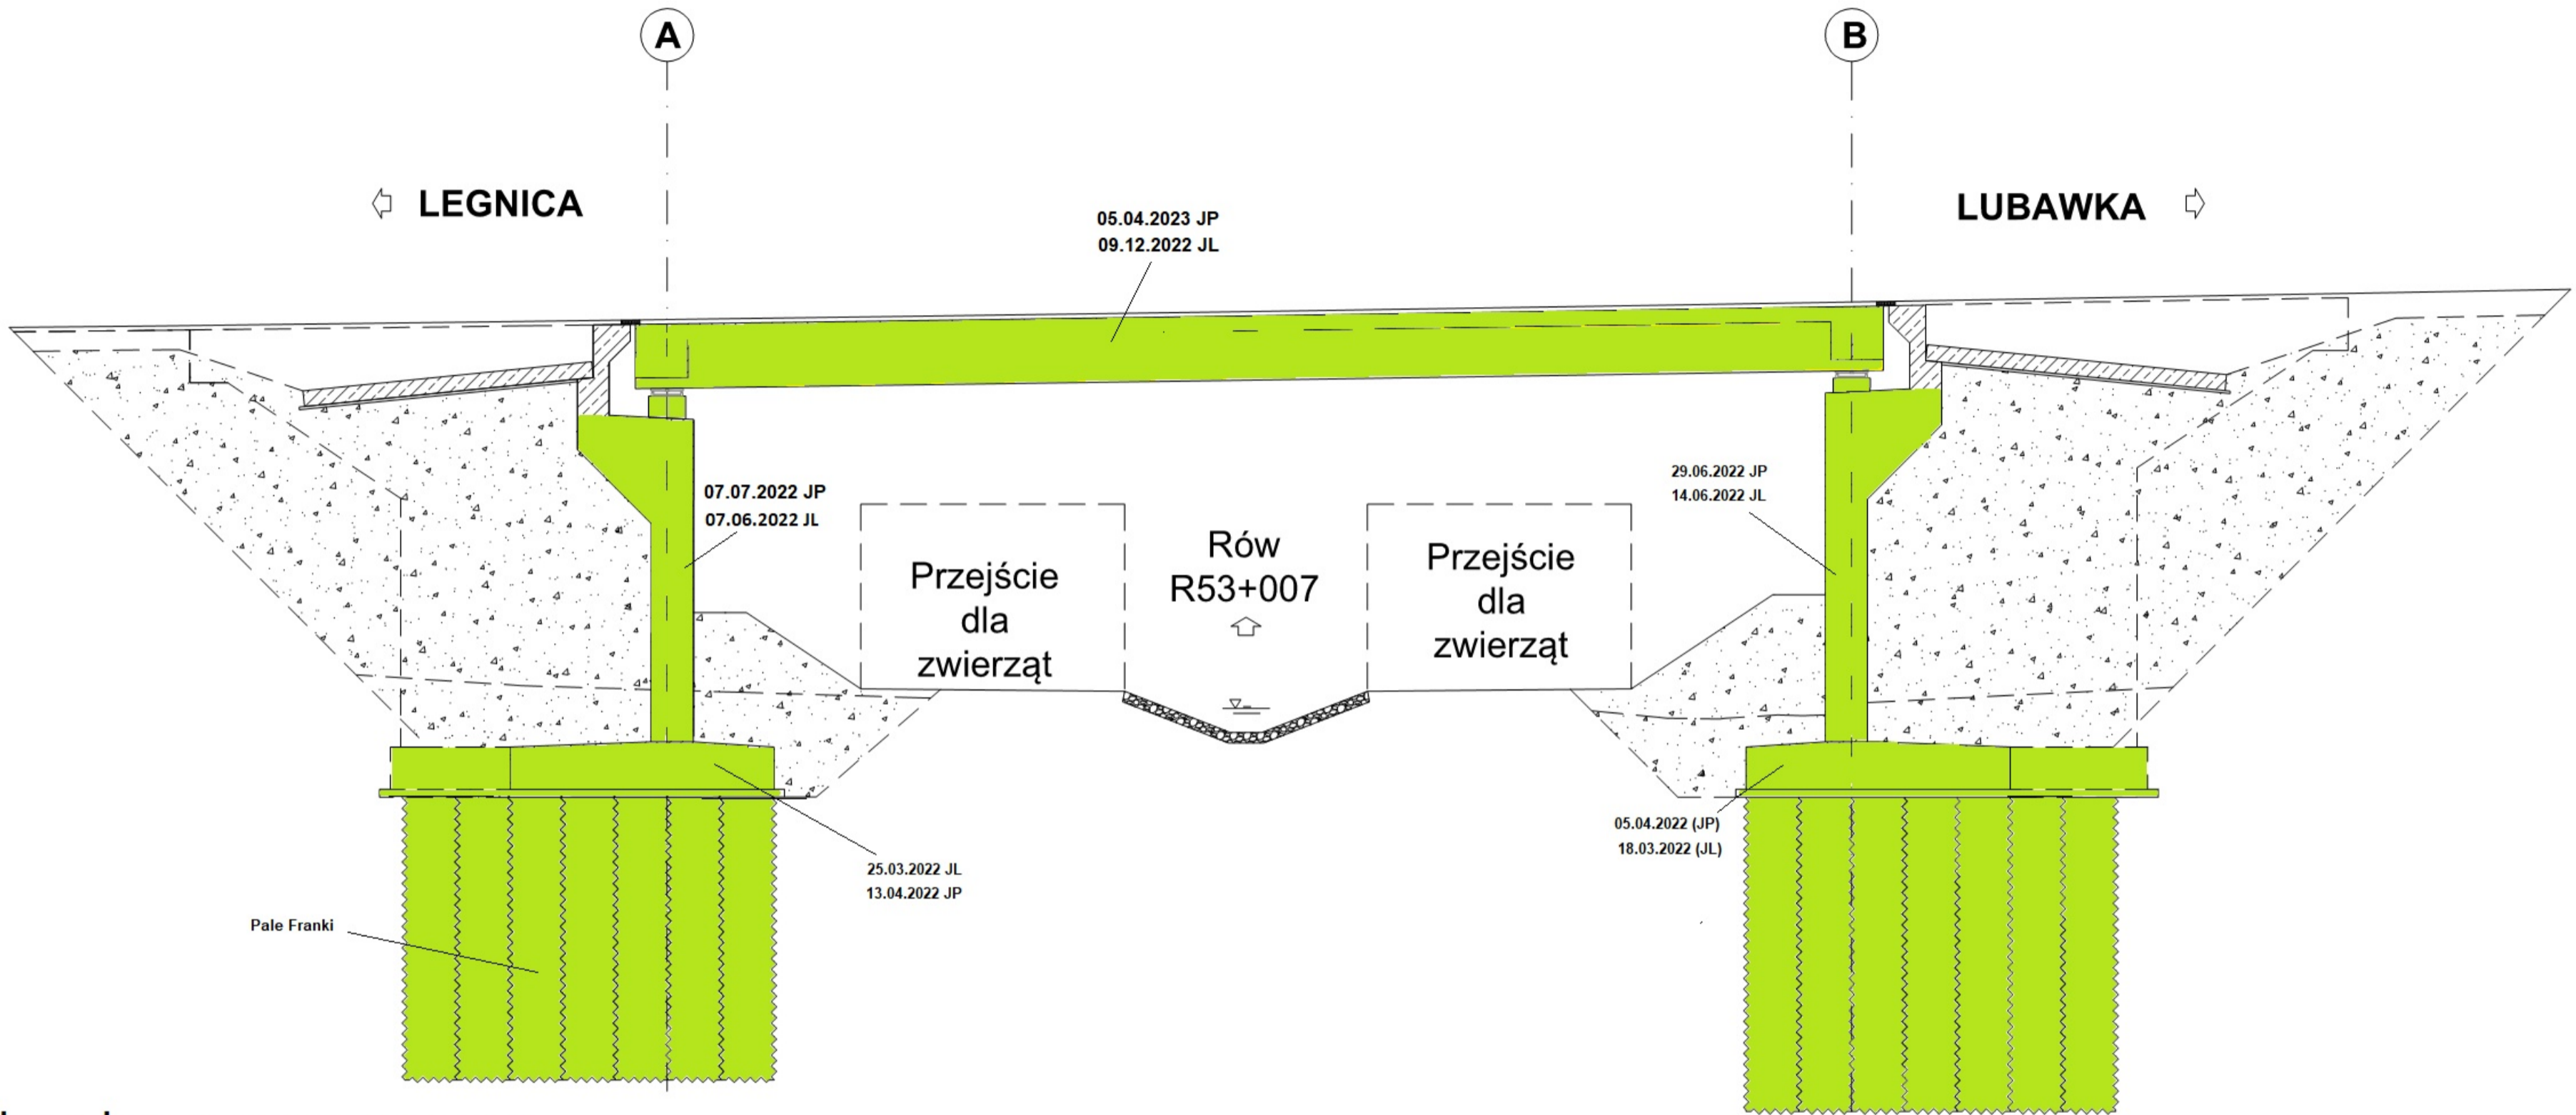 A
B
LEGNICA
LUBAWKA
05.04.2023 JP
09.12.2022 JL
07.07.2022 JP
07.06.2022 JL
29.06.2022 JP
14.06.2022 JL
Przejście
dla
zwierząt
Rów
R53+007
Przejście
dla
zwierząt
25.03.2022 JL
13.04.2022 JP
05.04.2022 (JP)
18.03.2022 (JL)
Pale Franki